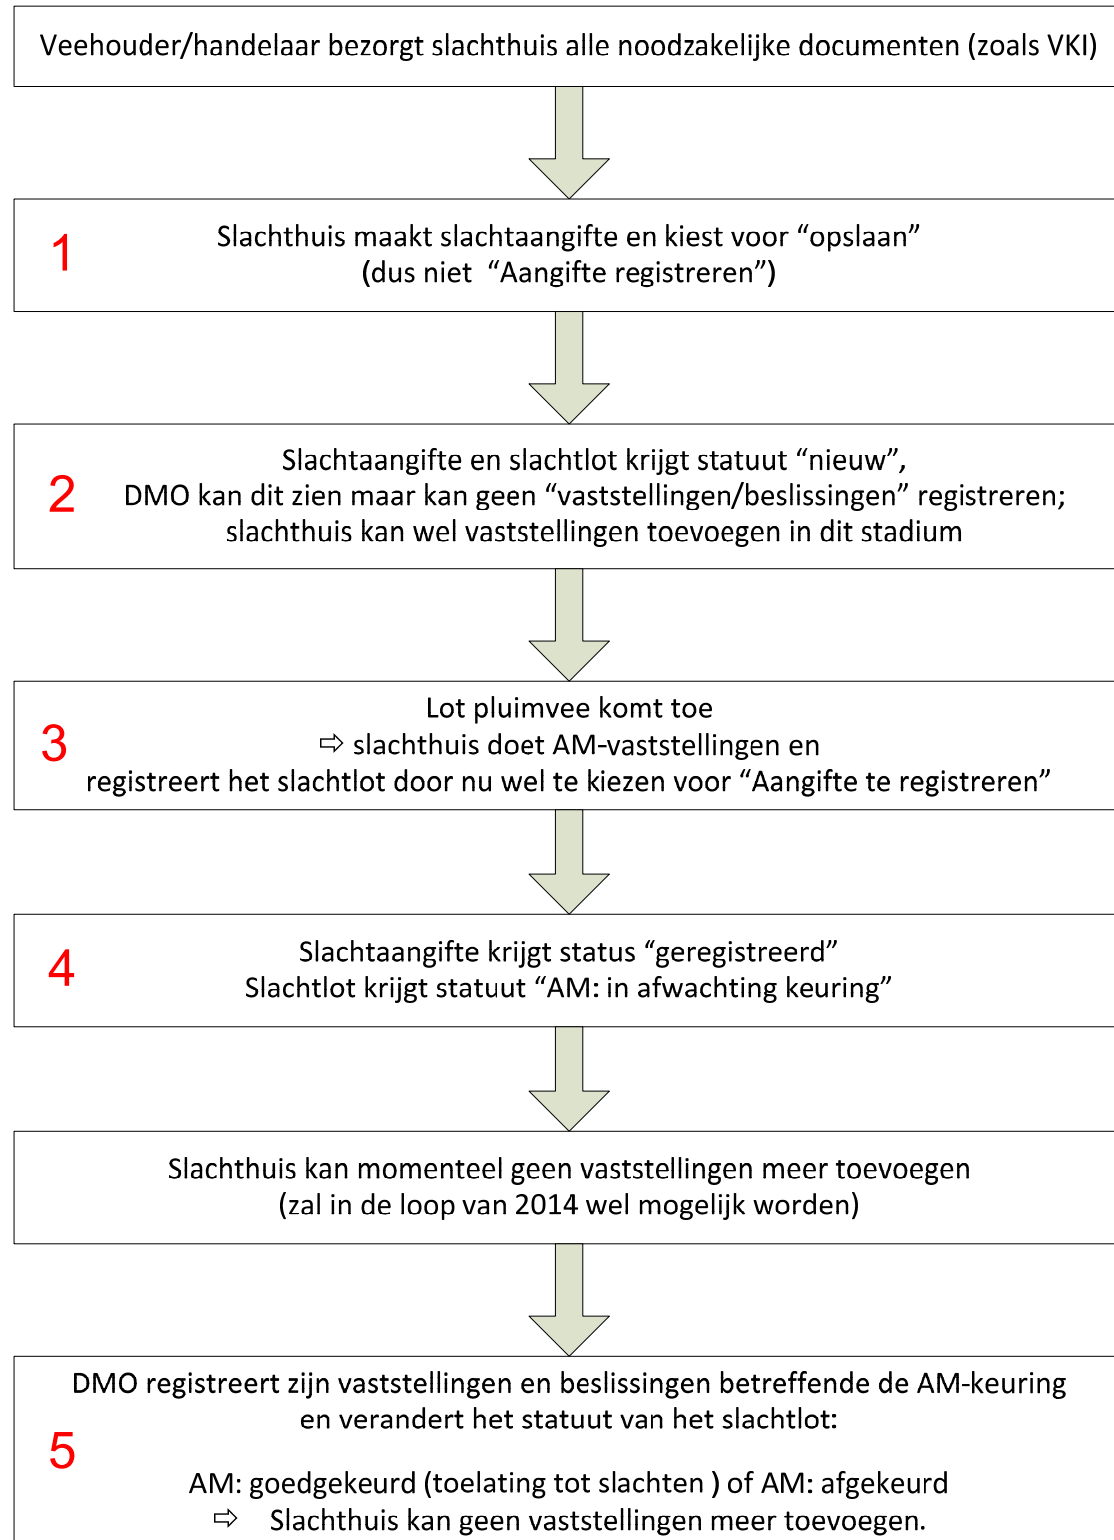 Veehouder/handelaar bezorgt slachthuis alle noodzakelijke documenten (zoals VKI)
1
Slachthuis maakt slachtaangifte en kiest voor “opslaan”
(dus niet “Aangifte registreren”)
2
Slachtaangifte en slachtlot krijgt statuut “nieuw”,
DMO kan dit zien maar kan geen “vaststellingen/beslissingen” registreren;
slachthuis kan wel vaststellingen toevoegen in dit stadium
3
Lot pluimvee komt toe
⇨ slachthuis doet AM-vaststellingen en
registreert het slachtlot door nu wel te kiezen voor “Aangifte te registreren”
4
Slachtaangifte krijgt status “geregistreerd”
Slachtlot krijgt statuut “AM: in afwachting keuring”
Slachthuis kan momenteel geen vaststellingen meer toevoegen
(zal in de loop van 2014 wel mogelijk worden)
5
DMO registreert zijn vaststellingen en beslissingen betreffende de AM-keuring
en verandert het statuut van het slachtlot:
AM: goedgekeurd (toelating tot slachten ) of AM: afgekeurd
⇨ Slachthuis kan geen vaststellingen meer toevoegen.